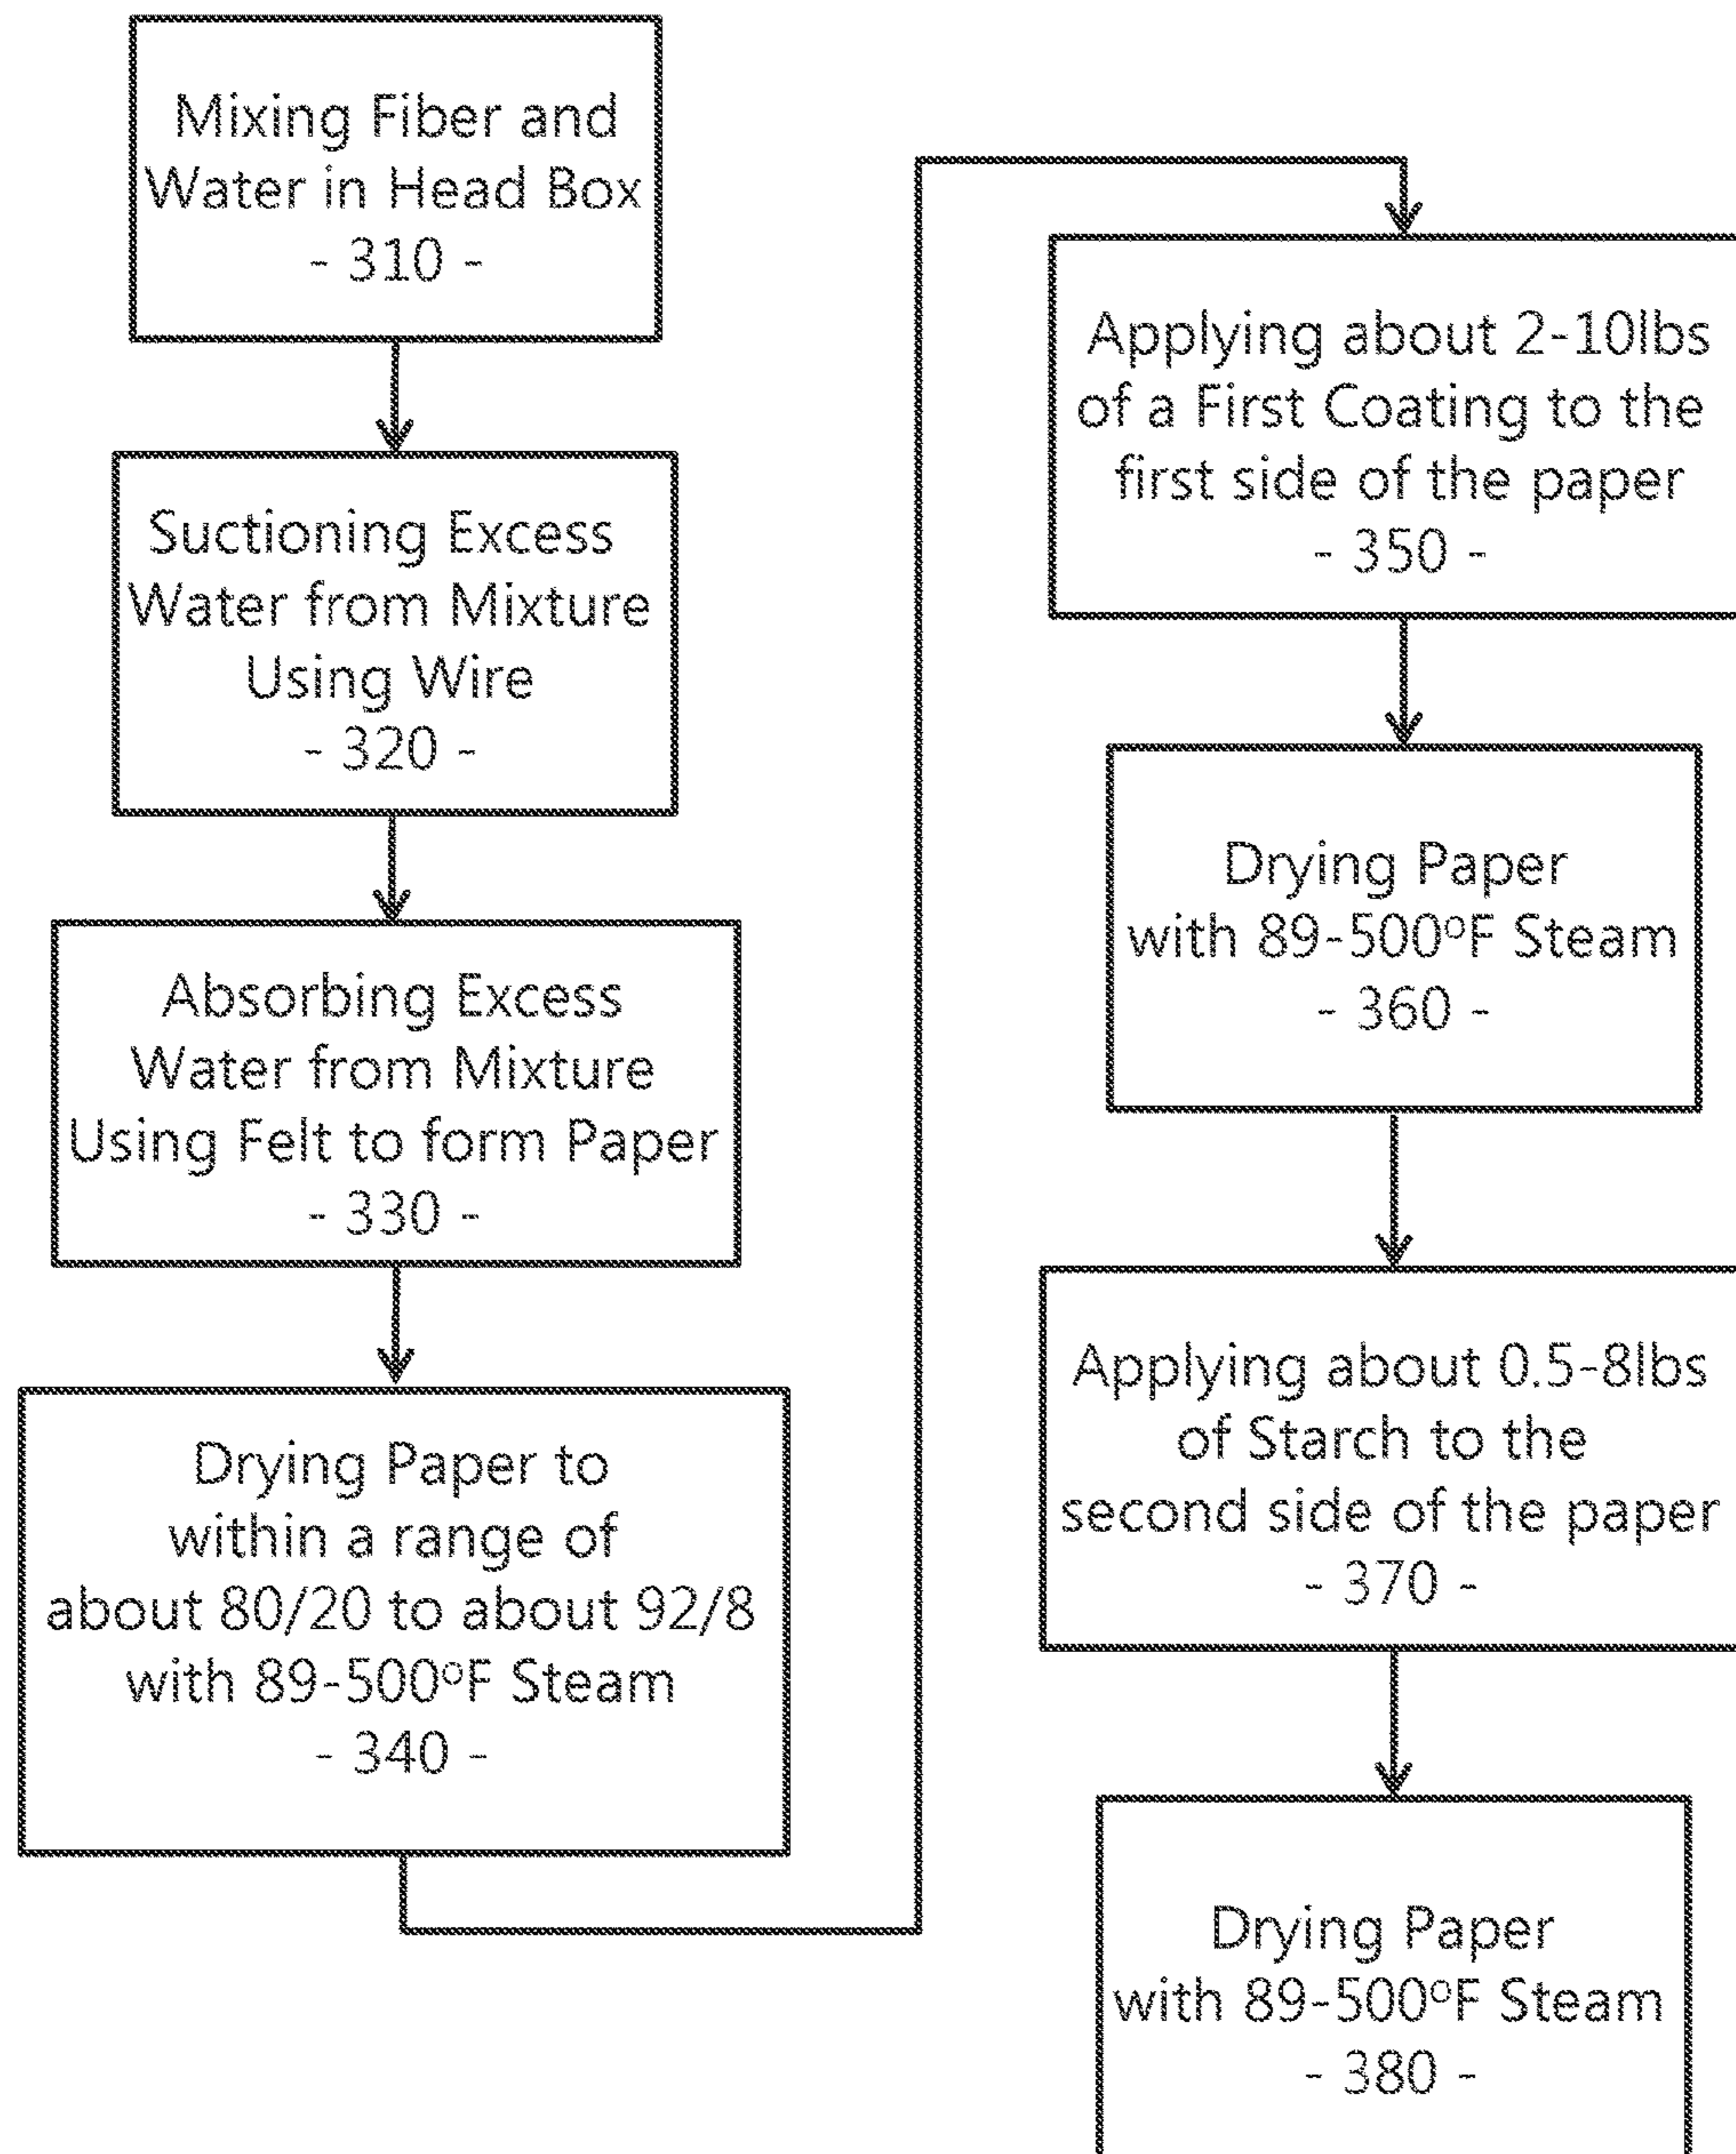 Mixing Fiber and
Water in Head Box
- 310 -
Suctioning Excess
Water from Mixture
Using Wire
- 320 -
Absorbing Excess
Water from Mixture
Using Felt to form Paper
- 330 -
Drying Paper to
within a range of
about 80/20 to about 92/8
with 89-500ºF Steam
- 340 -
Applying about 2-10lbs
of a First Coating to the
first side of the paper
- 350 -
Drying Paper
with 89-500ºF Steam
- 360 -
Applying about 0.5-8lbs
of Starch to the
second side of the paper
- 370 -
Drying Paper
with 89-500ºF Steam
- 380 -